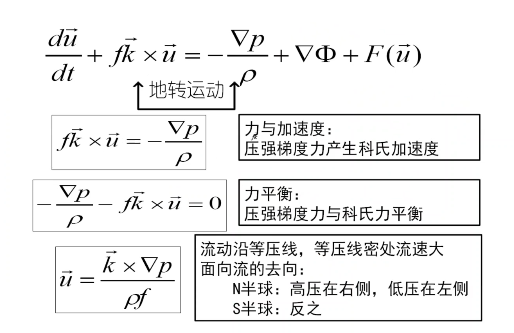 $\frac{d\vec{u}}{dt} + f\vec{k} \times \vec{u} = -\frac{\nabla p}{\rho} + \nabla\Phi + F(\vec{u})$
地转运动
$f\vec{k} \times \vec{u} = -\frac{\nabla p}{\rho}$
力与加速度：
压强梯度力产生科氏加速度
$-\frac{\nabla p}{\rho} - f\vec{k} \times \vec{u} = 0$
力平衡：
压强梯度力与科氏力平衡
$\vec{u} = \frac{\vec{k} \times \nabla p}{\rho f}$
流动沿等压线，等压线密处流速大
面向流的去向：
N半球：高压在右侧，低压在左侧
S半球：反之